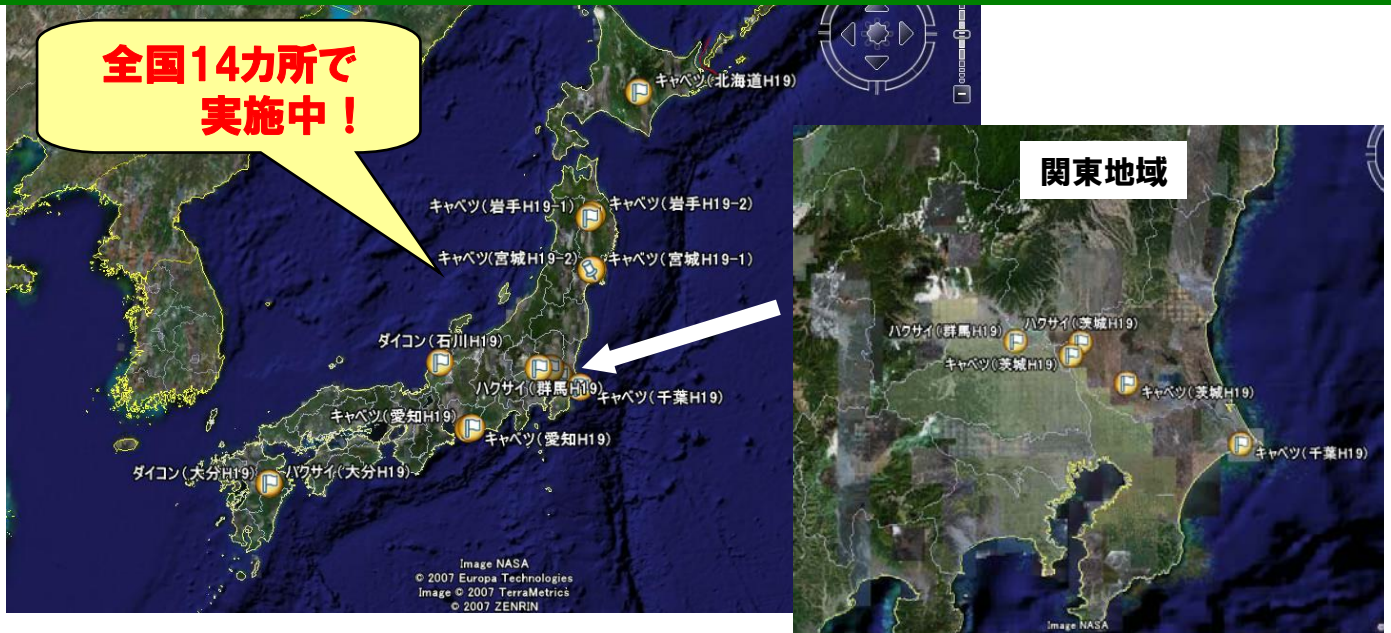 全国14カ所で
実施中！
キャベツ(北海道H19)
キャベツ(岩手H19-1)
キャベツ(岩手H19-2)
キャベツ(宮城H19-2)
キャベツ(宮城H19-1)
ダイコン(石川H19)
ハクサイ(群馬H19)
キャベツ(千葉H19)
キャベツ(愛知H19)
キャベツ(愛知H19)
ダイコン(大分H19)
ハクサイ(大分H19)
Image NASA
© 2007 Europa Technologies
Image © 2007 TerraMetrics
© 2007 ZENRIN
関東地域
ハクサイ(群馬H19)
ハクサイ(茨城H19)
キャベツ(茨城H19)
キャベツ(茨城H19)
キャベツ(千葉H19)
Image NASA